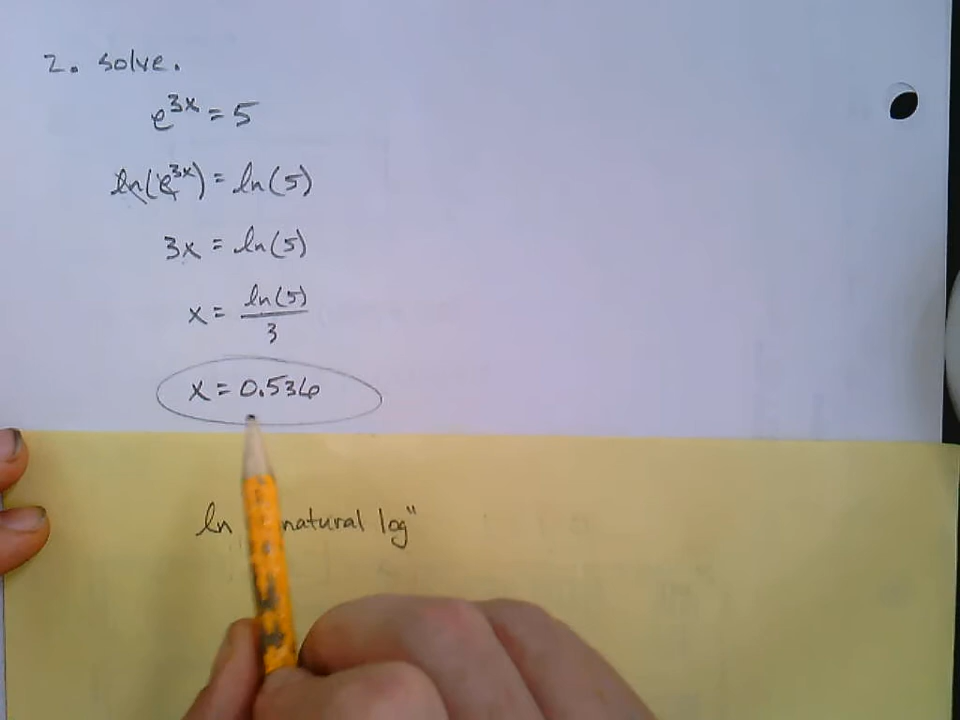 2. solve.
e^3x = 5
ln(e^3x) = ln(5)
3x = ln(5)
x = ln(5)/3
x = 0.536
ln natural log"